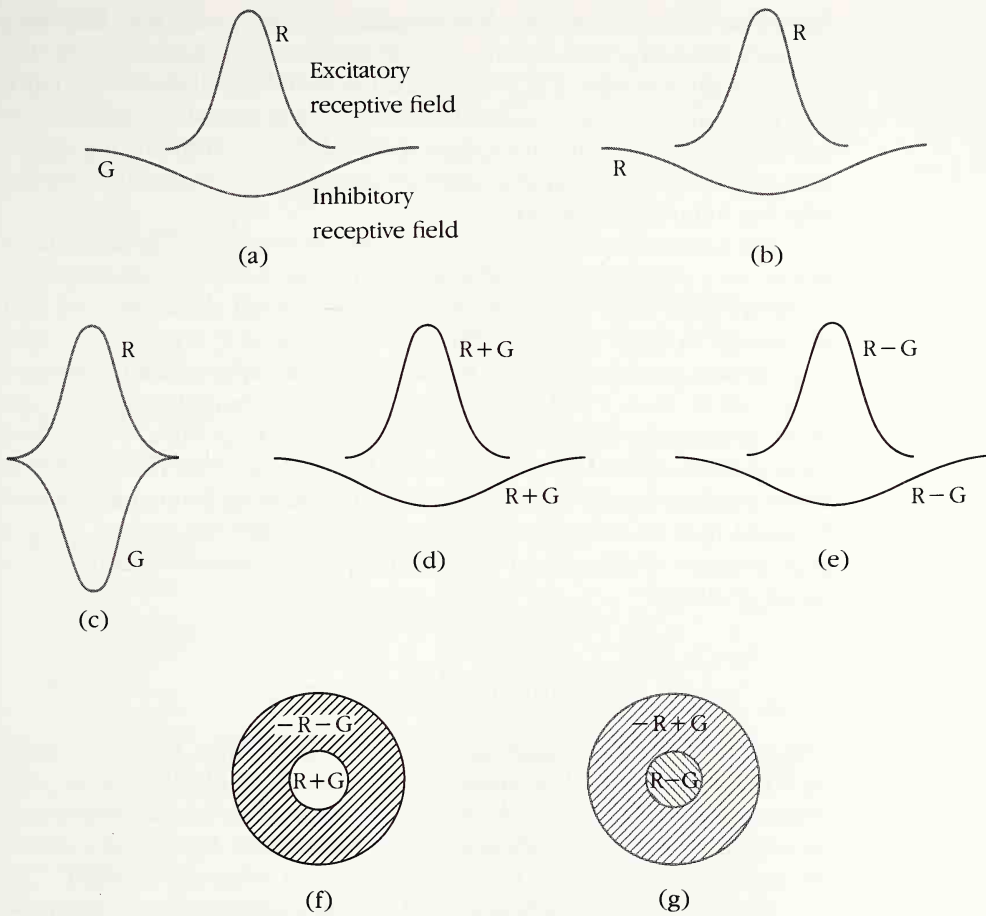 R
Excitatory
receptive field
G
Inhibitory
receptive field
(a)
R
R
(b)
R
G
(c)
R+G
R+G
(d)
R−G
R−G
(e)
−R−G
R+G
(f)
−R+G
R−G
(g)